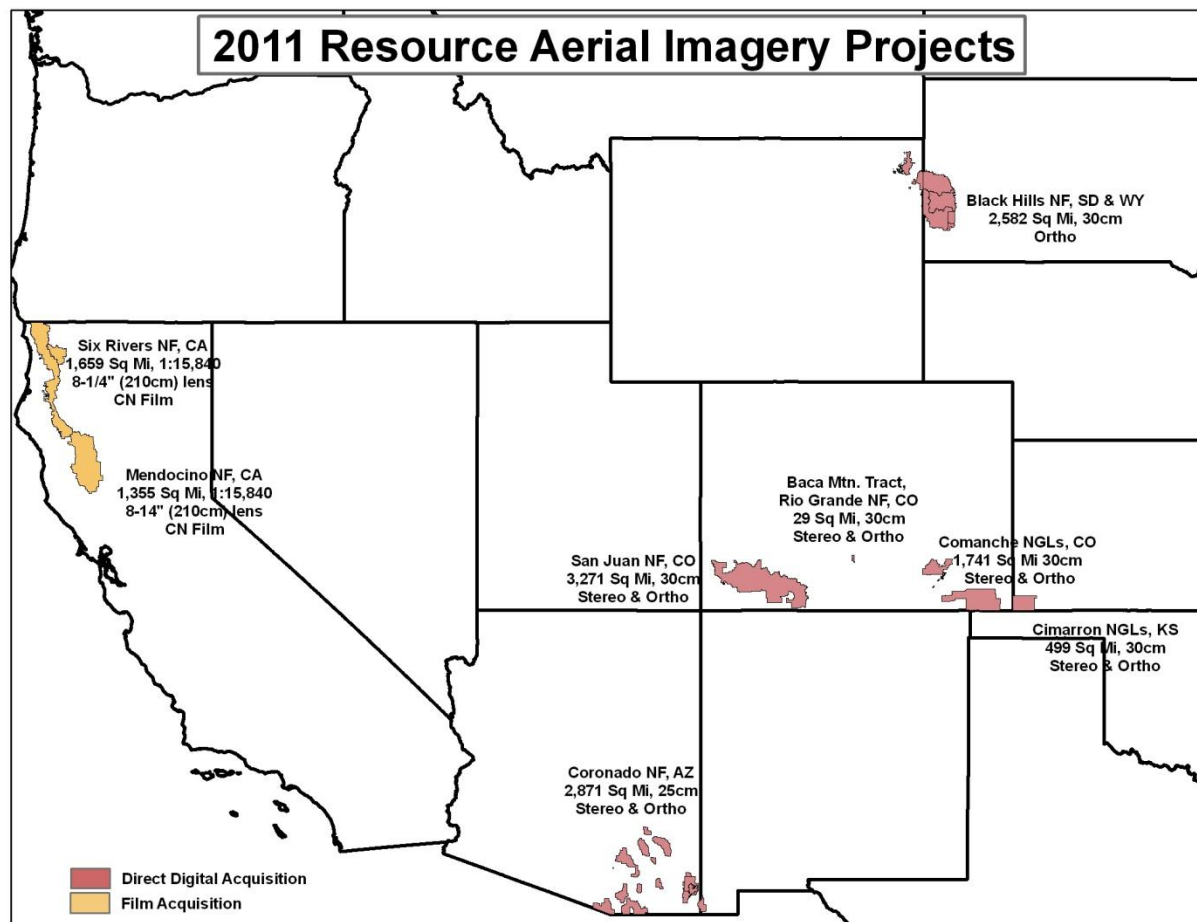 2011 Resource Aerial Imagery Projects
Black Hills NF, SD & WY
2,582 Sq Mi, 30cm
Ortho
Six Rivers NF, CA
1,659 Sq Mi, 1:15,840
8-1/4" (210cm) lens
CN Film
Mendocino NF, CA
1,355 Sq Mi, 1:15,840
8-14" (210cm) lens
CN Film
Baca Mtn. Tract,
Rio Grande NF, CO
29 Sq Mi, 30cm
Stereo & Ortho
San Juan NF, CO
3,271 Sq Mi, 30cm
Stereo & Ortho
Comanche NGLs, CO
1,741 Sq Mi 30cm
Stereo & Ortho
Cimarron NGLs, KS
499 Sq Mi, 30cm
Stereo & Ortho
Coronado NF, AZ
2,871 Sq Mi, 25cm
Stereo & Ortho
Direct Digital Acquisition
Film Acquisition